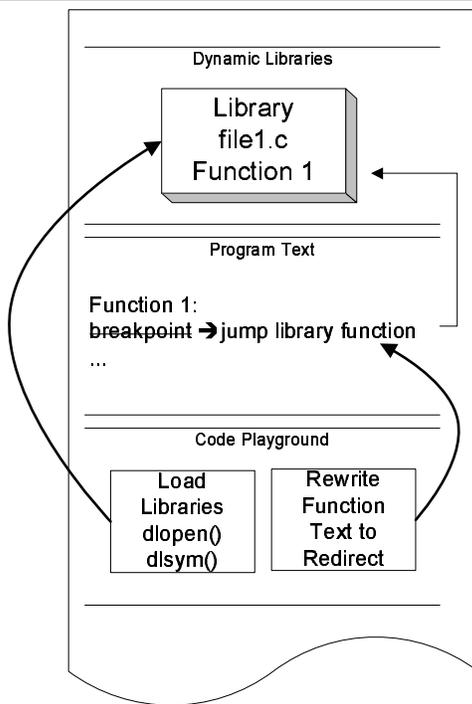 Dynamic Libraries
Library
file1.c
Function 1
Program Text
Function 1:
breakpoint ➔ jump library function
...
Code Playground
Load
Libraries
dlopen()
dlsym()
Rewrite
Function
Text to
Redirect